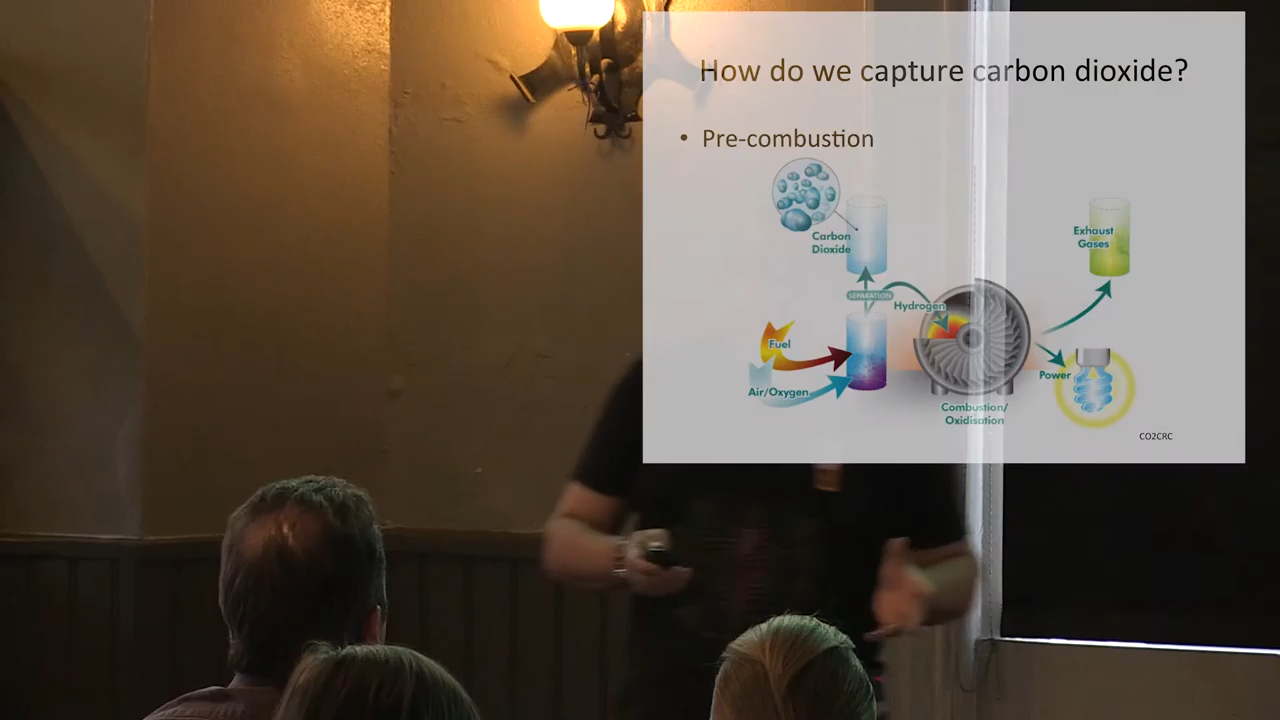 How do we capture carbon dioxide?
• Pre-combustion
Carbon
Dioxide
Exhaust
Gases
SEPARATION
Hydrogen
Fuel
Air/Oxygen
Power
Combustion/
Oxidisation
CO2CRC